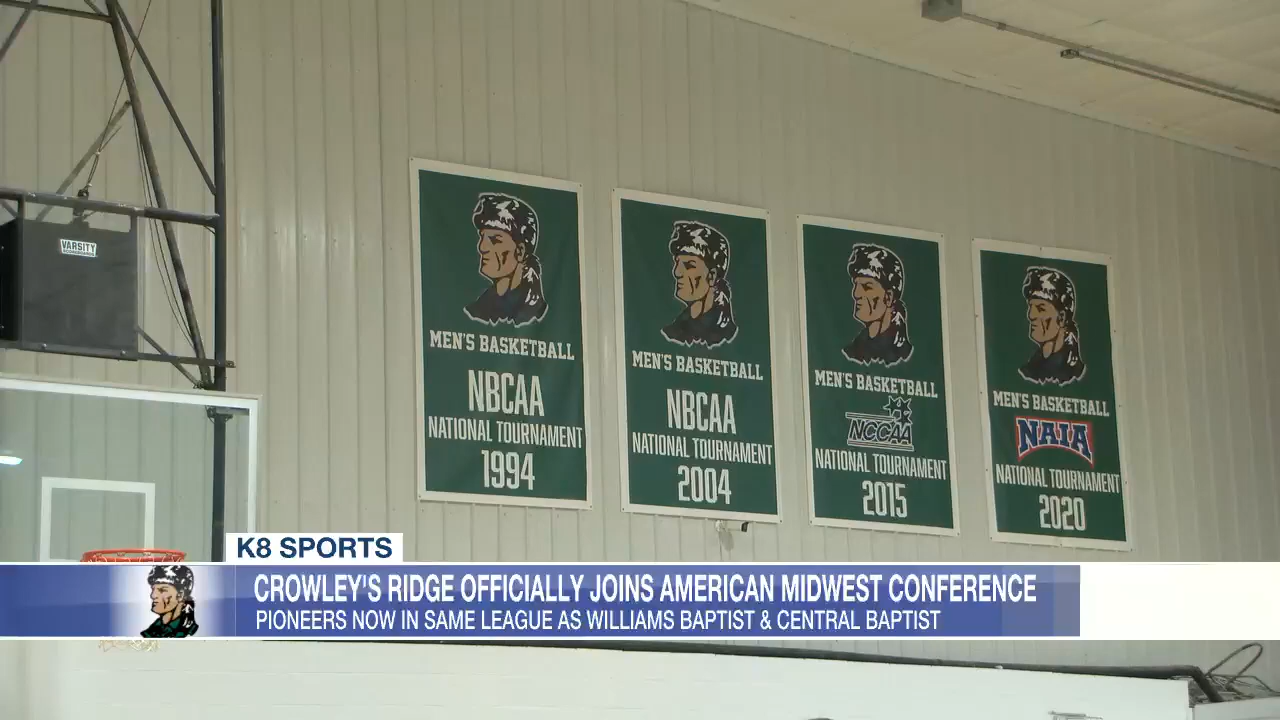 VARSITY
MEN'S BASKETBALL
NBCAA
NATIONAL TOURNAMENT
1994
MEN'S BASKETBALL
NBCAA
NATIONAL TOURNAMENT
2004
MEN'S BASKETBALL
NCCAA
NATIONAL TOURNAMENT
2015
MEN'S BASKETBALL
NAIA
NATIONAL TOURNAMENT
2020
K8 SPORTS
CROWLEY'S RIDGE OFFICIALLY JOINS AMERICAN MIDWEST CONFERENCE
PIONEERS NOW IN SAME LEAGUE AS WILLIAMS BAPTIST & CENTRAL BAPTIST